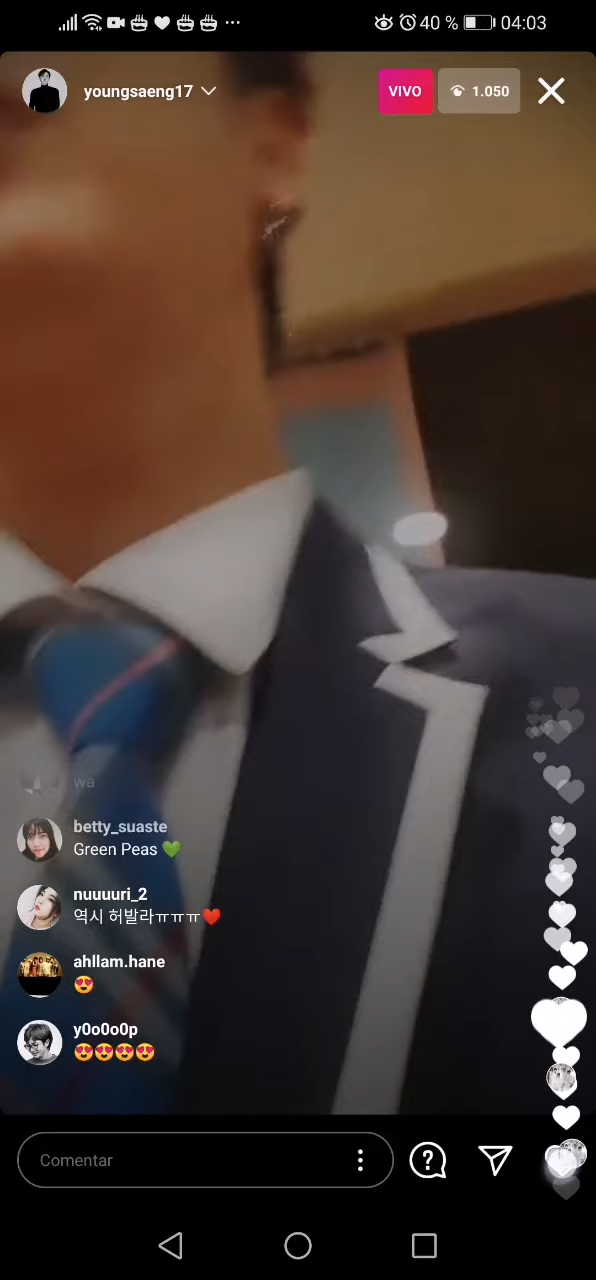 40 % 04:03
youngsaeng17 VIVO 1.050
wa
betty_suaste
Green Peas 💚
nuuuuri_2
역시 허발라ㅠㅠㅠ❤️
ahllam.hane
😍
y0o0o0p
😍😍😍😍
Comentar